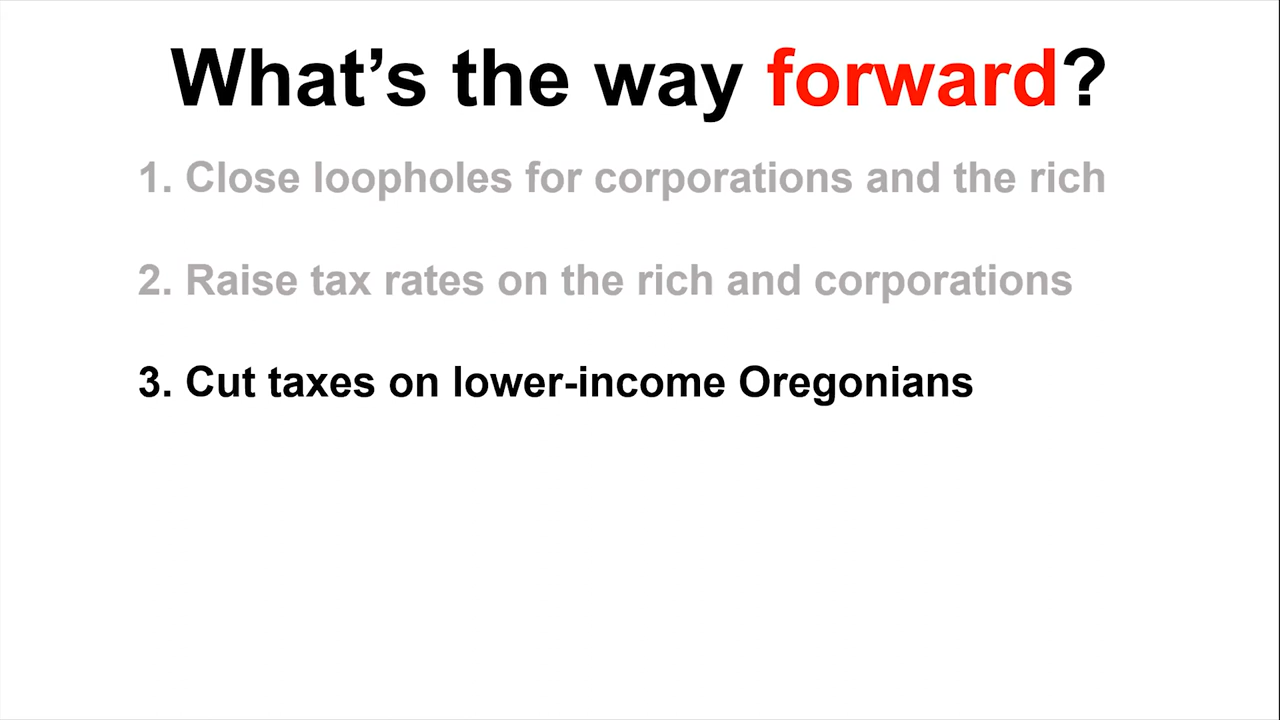 What’s the way forward?
1. Close loopholes for corporations and the rich
2. Raise tax rates on the rich and corporations
3. Cut taxes on lower-income Oregonians